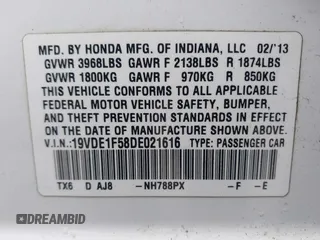 MFD. BY HONDA MFG. OF INDIANA, LLC 02/'13
GVWR 3968LBS GAWR F 2138LBS R 1874LBS
GVWR 1800KG GAWR F 970KG R 850KG
THIS VEHICLE CONFORMS TO ALL APPLICABLE
FEDERAL MOTOR VEHICLE SAFETY, BUMPER,
AND THEFT PREVENTION STANDARDS IN EFFECT
ON THE DATE OF MANUFACTURE SHOWN ABOVE.
V.I.N.:19VDE1F58DE021616 TYPE:PASSENGER CAR
TX6 D AJ8 -NH788PX -F -E
DREAMBID